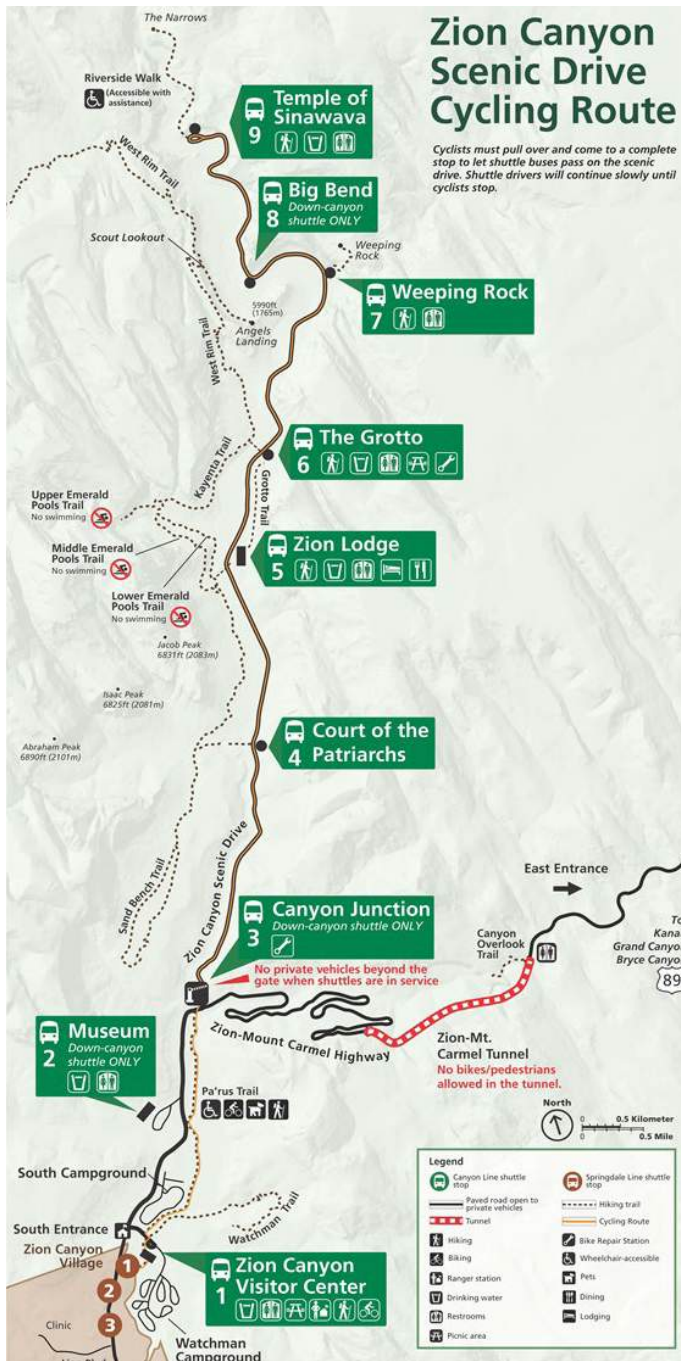 Zion Canyon
Scenic Drive
Cycling Route
Cyclists must pull over and come to a complete
stop to let shuttle buses pass on the scenic
drive. Shuttle drivers will continue slowly until
cyclists stop.
The Narrows
Riverside Walk
(Accessible with
assistance)
Temple of
Sinawava
9
West Rim Trail
Big Bend
Down-canyon
shuttle ONLY
8
Scout Lookout
Weeping
Rock
Weeping Rock
7
5990ft
(1765m)
Angels
Landing
West Rim Trail
The Grotto
6
Kayenta Trail
Grotto Trail
Upper Emerald
Pools Trail
No swimming
Zion Lodge
5
Middle Emerald
Pools Trail
No swimming
Lower Emerald
Pools Trail
No swimming
Jacob Peak
6831ft (2083m)
Isaac Peak
6825ft (2081m)
Abraham Peak
6890ft (2101m)
Court of the
Patriarchs
4
Zion Canyon Scenic Drive
Sand Bench Trail
East Entrance
Canyon Junction
Down-canyon shuttle ONLY
3
Canyon
Overlook
Trail
To
Kana
Grand Canyo
Bryce Canyo
89
No private vehicles beyond the
gate when shuttles are in service
Zion-Mount Carmel Highway
Zion-Mt.
Carmel Tunnel
No bikes/pedestrians
allowed in the tunnel.
Museum
Down-canyon
shuttle ONLY
2
Pa'rus Trail
North
0 0.5 Kilometer
0 0.5 Mile
South Campground
Watchman Trail
South Entrance
Zion Canyon
Village
1
2
3
Zion Canyon
Visitor Center
1
Clinic
Watchman
Campground
Legend
Canyon Line shuttle
stop
Springdale Line shuttle
stop
Paved road open to
private vehicles
Hiking trail
Tunnel
Cycling Route
Hiking
Bike Repair Station
Biking
Wheelchair-accessible
Ranger station
Pets
Drinking water
Dining
Restrooms
Lodging
Picnic area